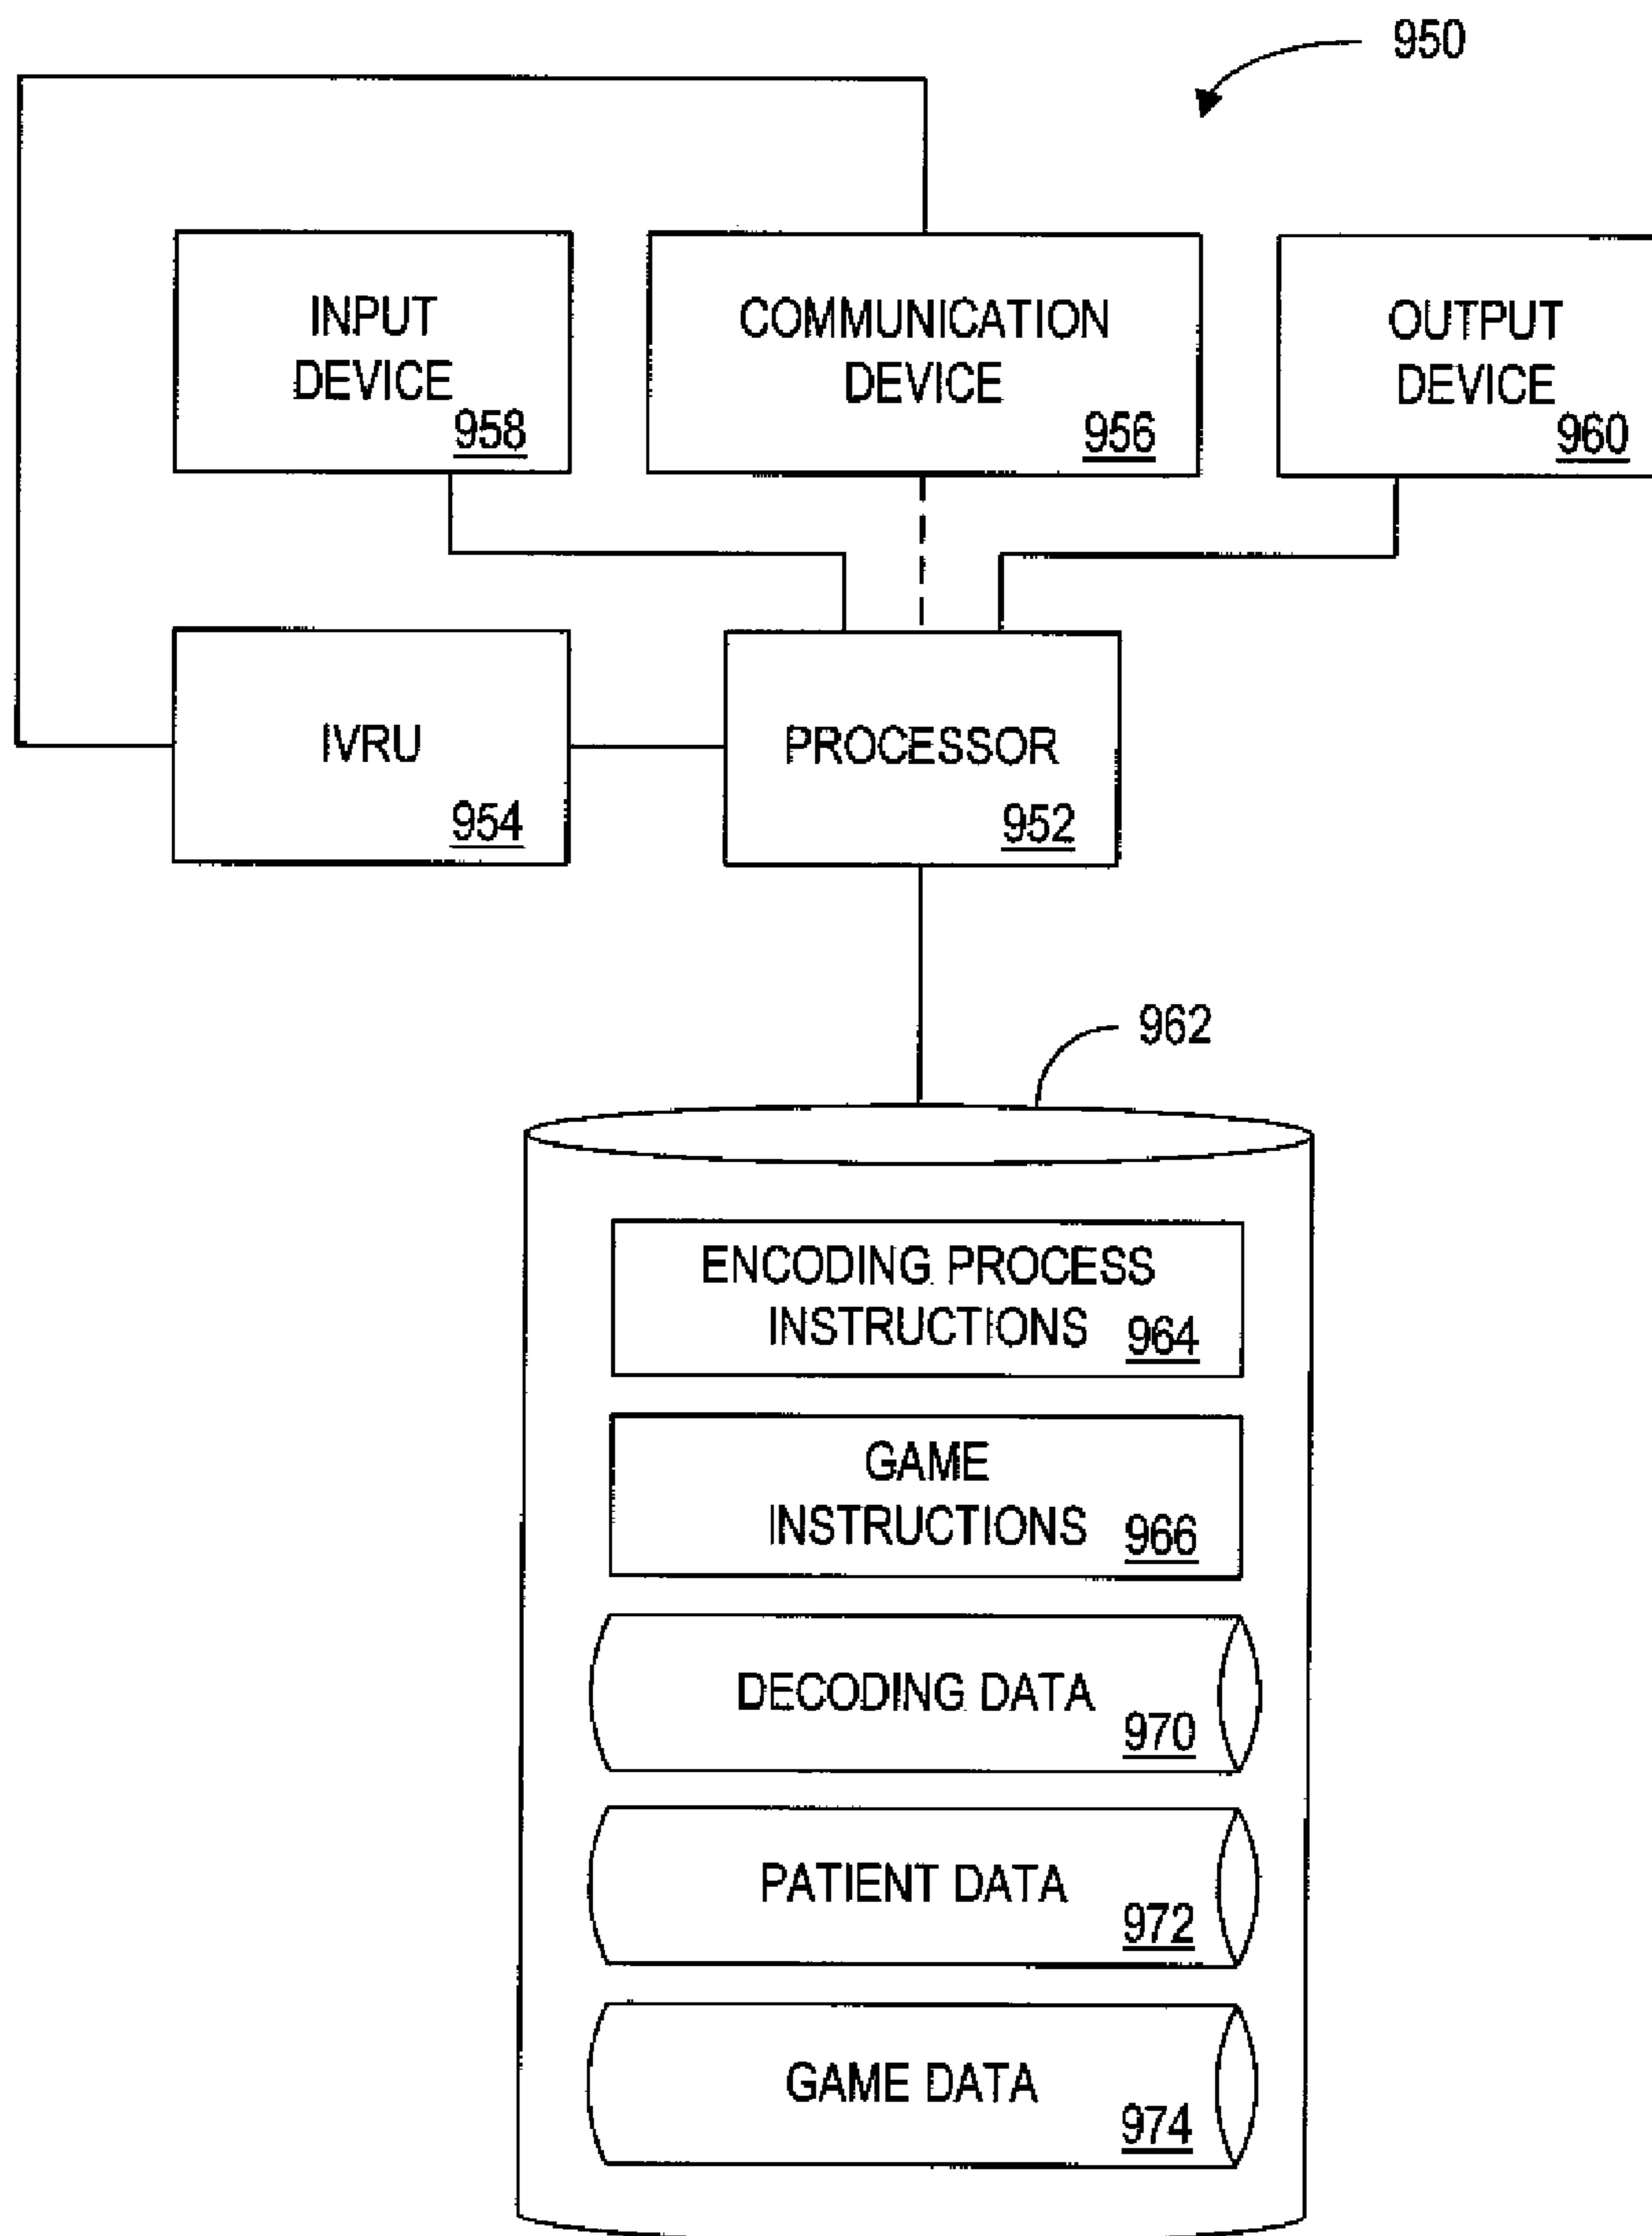 950
INPUT
DEVICE
958
COMMUNICATION
DEVICE
956
OUTPUT
DEVICE
960
IVRU
954
PROCESSOR
952
962
ENCODING PROCESS
INSTRUCTIONS 964
GAME
INSTRUCTIONS 966
DECODING DATA
970
PATIENT DATA
972
GAME DATA
974